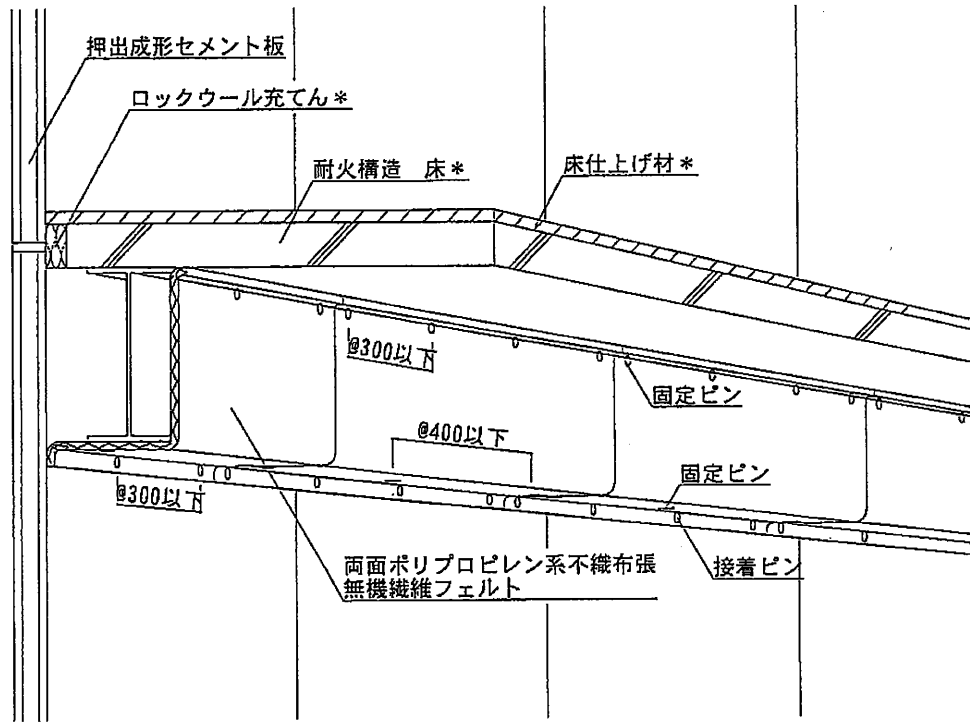 押出成形セメント板
ロックウール充てん*
耐火構造 床*
床仕上げ材*
@300以下
固定ピン
@400以下
固定ピン
@300以下
両面ポリプロピレン系不織布張
無機繊維フェルト
接着ピン